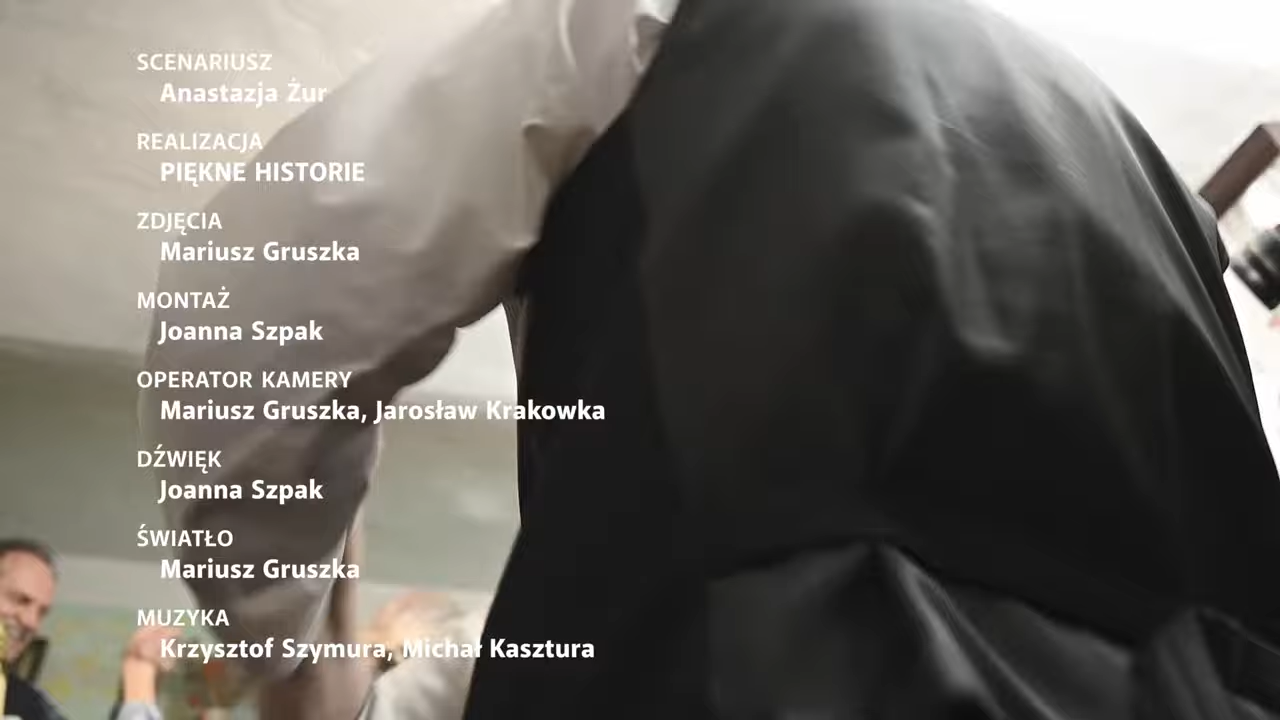 SCENARIUSZ
Anastazja Żur
REALIZACJA
PIĘKNE HISTORIE
ZDJĘCIA
Mariusz Gruszka
MONTAŻ
Joanna Szpak
OPERATOR KAMERY
Mariusz Gruszka, Jarosław Krakowka
DŹWIĘK
Joanna Szpak
ŚWIATŁO
Mariusz Gruszka
MUZYKA
Krzysztof Szymura, Michał Kasztura